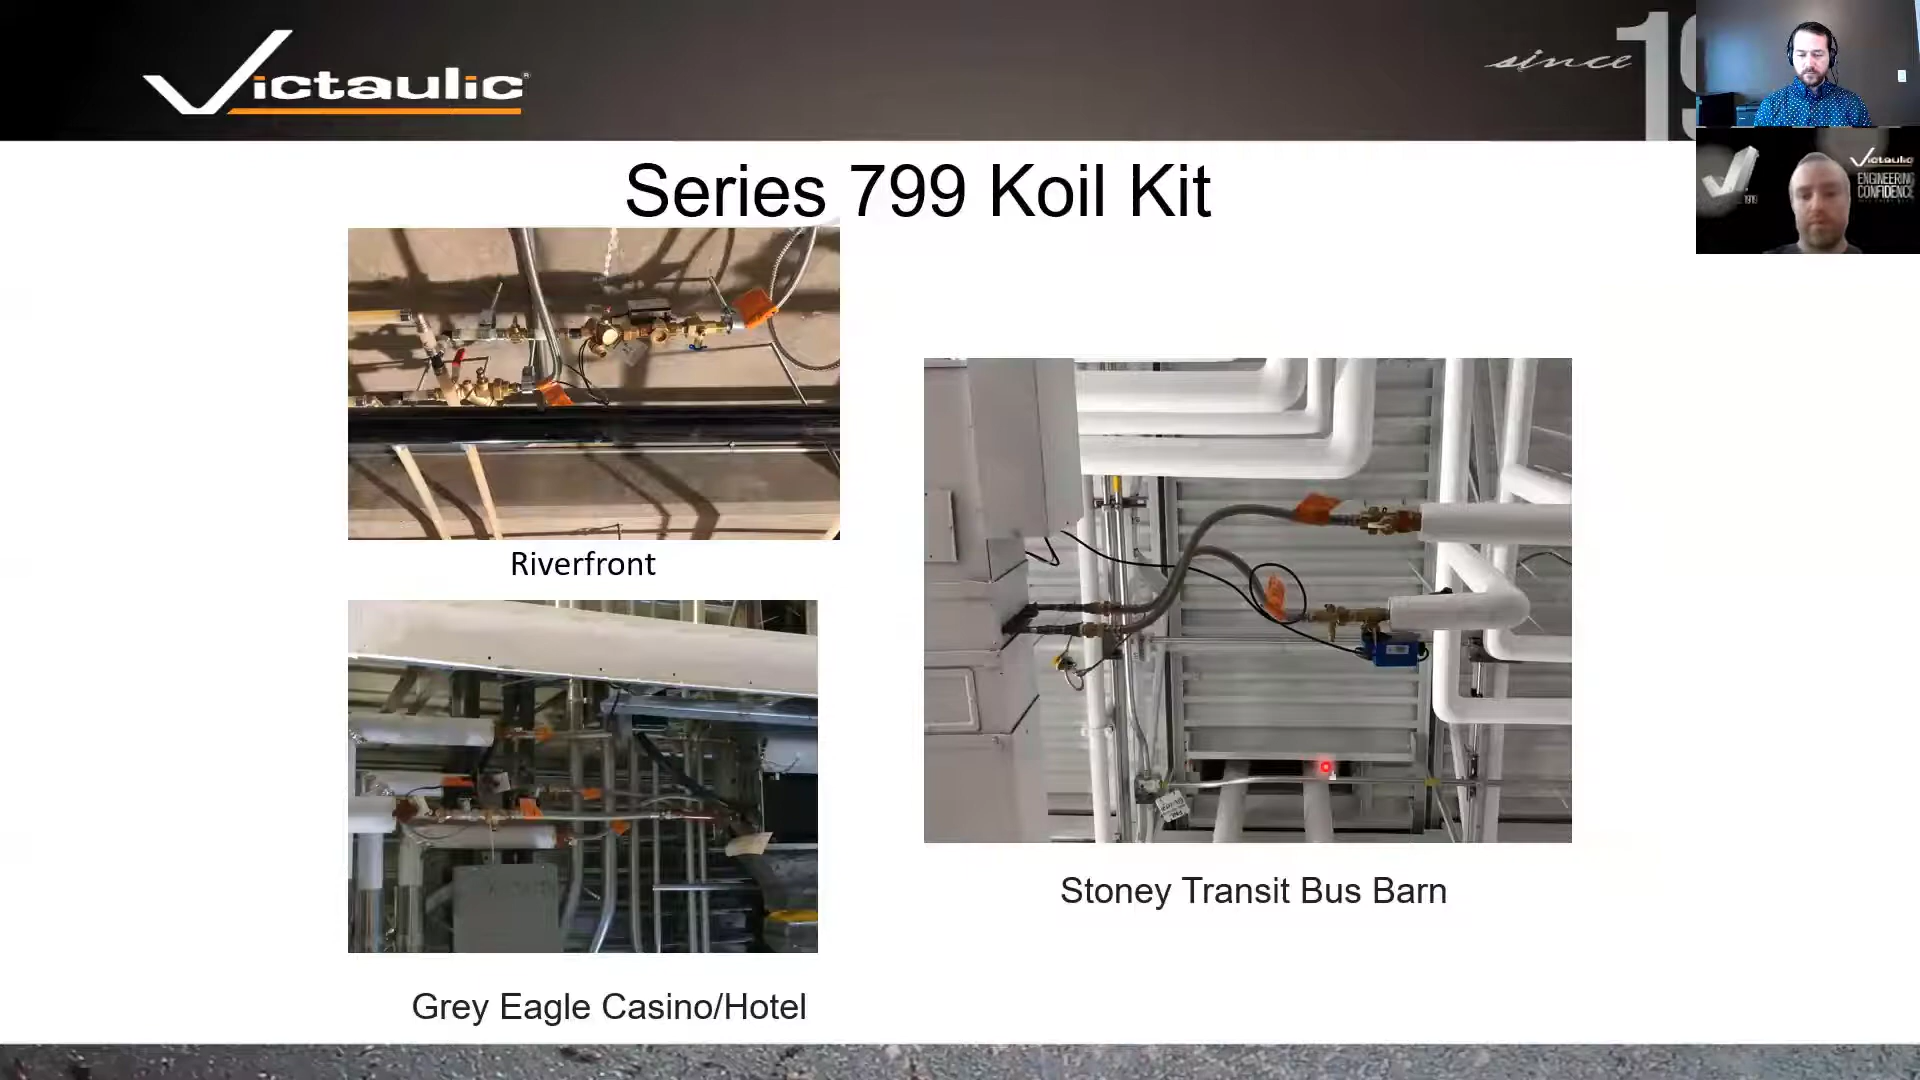 Victaulic®
since 19
Victaulic
ENGINEERING
CONFIDENCE
1919
Series 799 Koil Kit
Riverfront
Stoney Transit Bus Barn
Grey Eagle Casino/Hotel